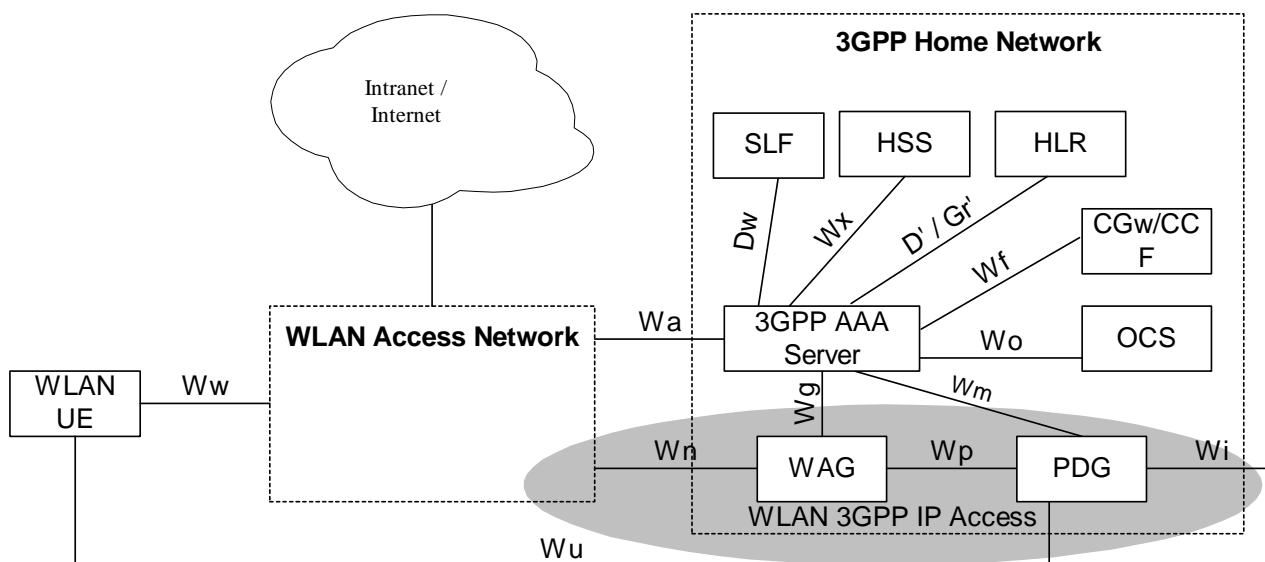 3GPP Home Network
Intranet /
Internet
SLF
HSS
HLR
Dw
Wx
D' / Gr'
CGw/CC
F
Wf
WLAN Access Network
Wa
3GPP AAA
Server
Wo
OCS
WLAN
UE
Ww
Wg
Wm
Wn
WAG
Wp
PDG
Wi
WLAN 3GPP IP Access
Wu